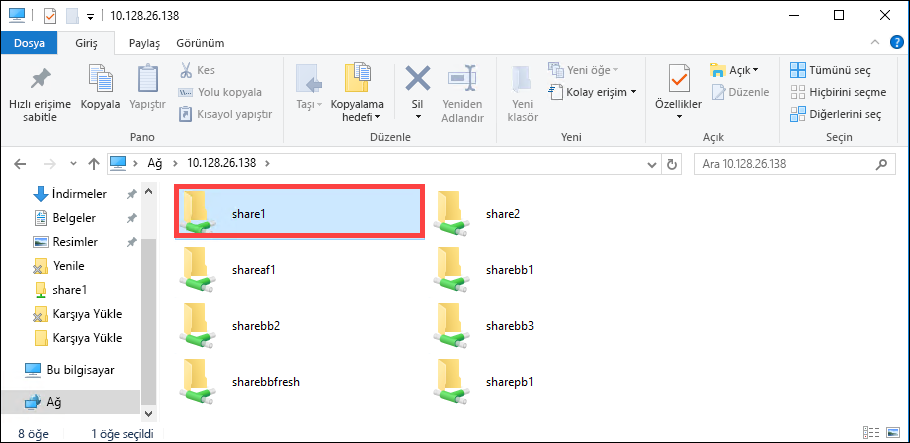 10.128.26.138
Dosya Giriş Paylaş Görünüm
Hızlı erişime sabitle
Kopyala
Yapıştır
Kes
Yolu kopyala
Kısayol yapıştır
Pano
Taşı
Kopyalama hedefi
Sil
Yeniden Adlandır
Düzenle
Yeni klasör
Yeni öğe
Kolay erişim
Yeni
Özellikler
Açık
Düzenle
Açık
Tümünü seç
Hiçbirini seçme
Diğerlerini seç
Seçin
Ağ > 10.128.26.138 >
Ara 10.128.26.138
İndirmeler
Belgeler
Resimler
Yenile
share1
Karşıya Yükle
Karşıya Yükle
Bu bilgisayar
Ağ
share1 share2
shareaf1 sharebb1
sharebb2 sharebb3
sharebbfresh sharepb1
8 öğe 1 öğe seçildi